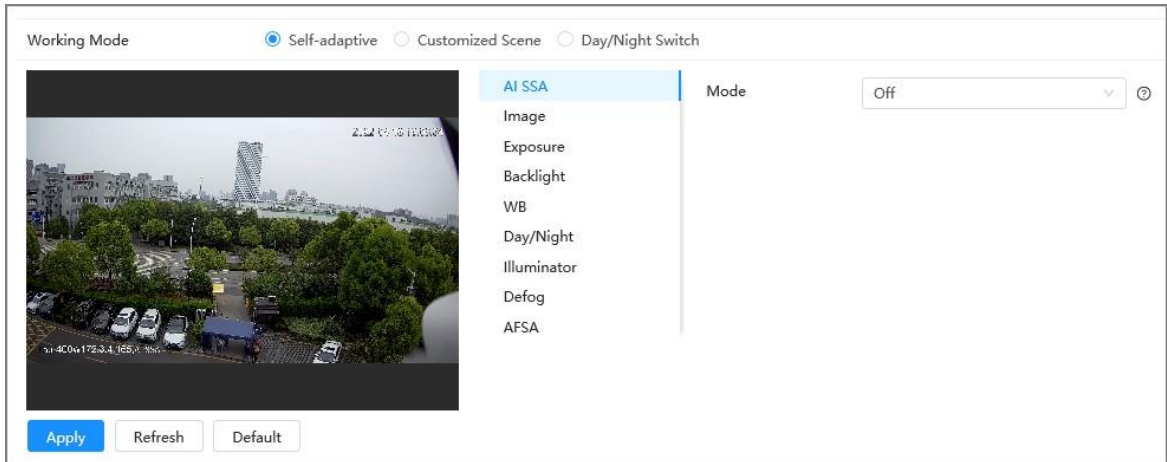 Working Mode Self-adaptive Customized Scene Day/Night Switch
AI SSA
Mode Off
Image
Exposure
Backlight
WB
Day/Night
Illuminator
Defog
AFSA
Apply Refresh Default